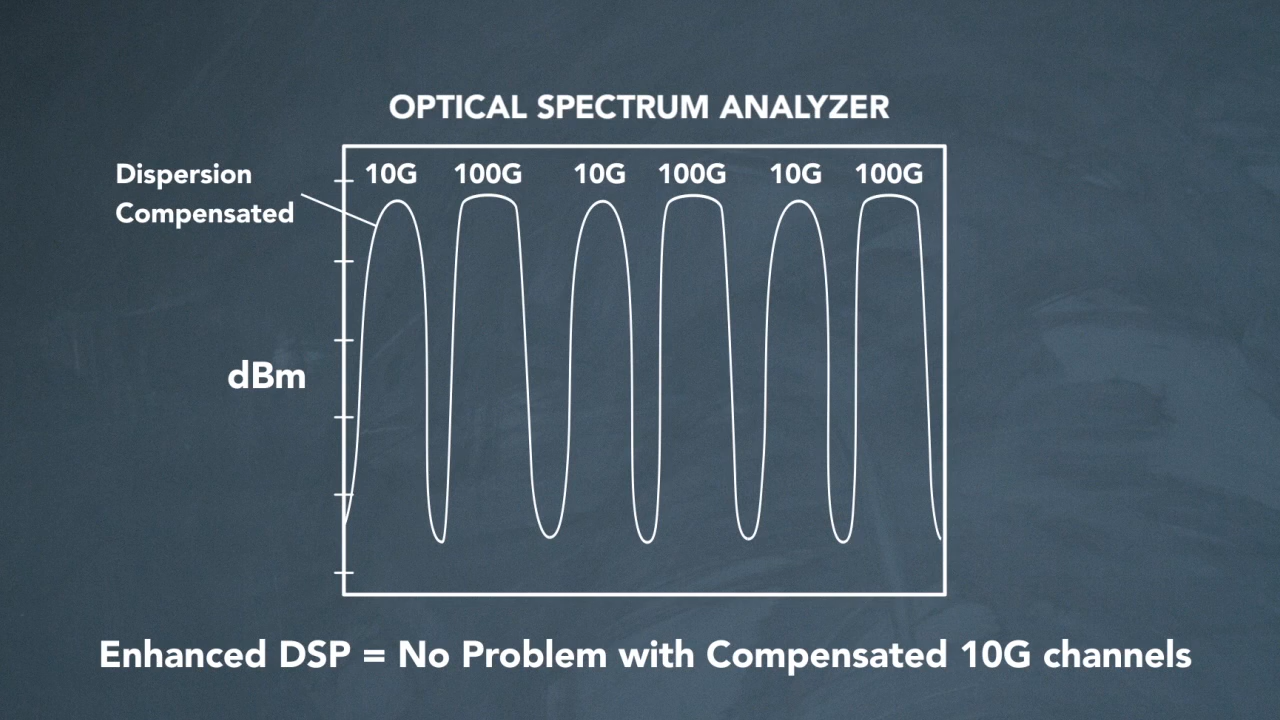 OPTICAL SPECTRUM ANALYZER
Dispersion
Compensated
10G 100G 10G 100G 10G 100G
dBm
Enhanced DSP = No Problem with Compensated 10G channels